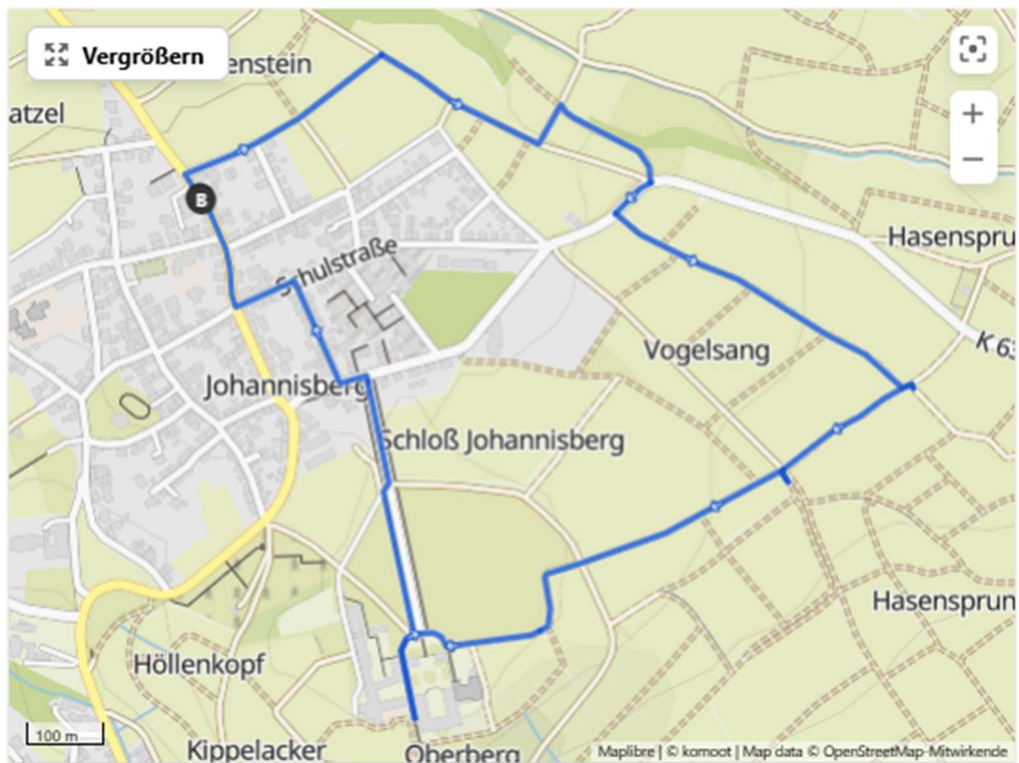 Vergrößern
enstein
atzel
+
−
B
Hasenspru
Schulstraße
K 63
Vogelsang
Johannisberg
Schloß Johannisberg
Hasensprun
Höllenkopf
100 m
Kippelacker
Oberberg
Maplibre | © komoot | Map data © OpenStreetMap-Mitwirkende